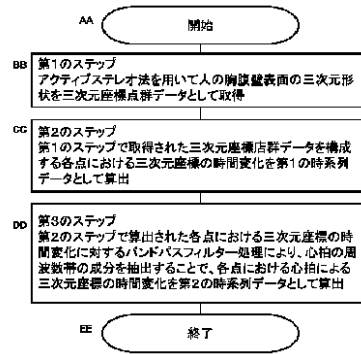 AA
開始
BB
第1のステップ
アクティブステレオ法を用いて人の胸腹壁表面の三次元形
状を三次元座標点群データとして取得
CC
第2のステップ
第1のステップで取得された三次元座標店群データを構成
する各点における三次元座標の時間変化を第1の時系列
データとして算出
DD
第3のステップ
第2のステップで算出された各点における三次元座標の時
間変化に対するバンドパスフィルター処理により、心拍の周
波数帯の成分を抽出することで、各点における心拍による
三次元座標の時間変化を第2の時系列データとして算出
EE
終了